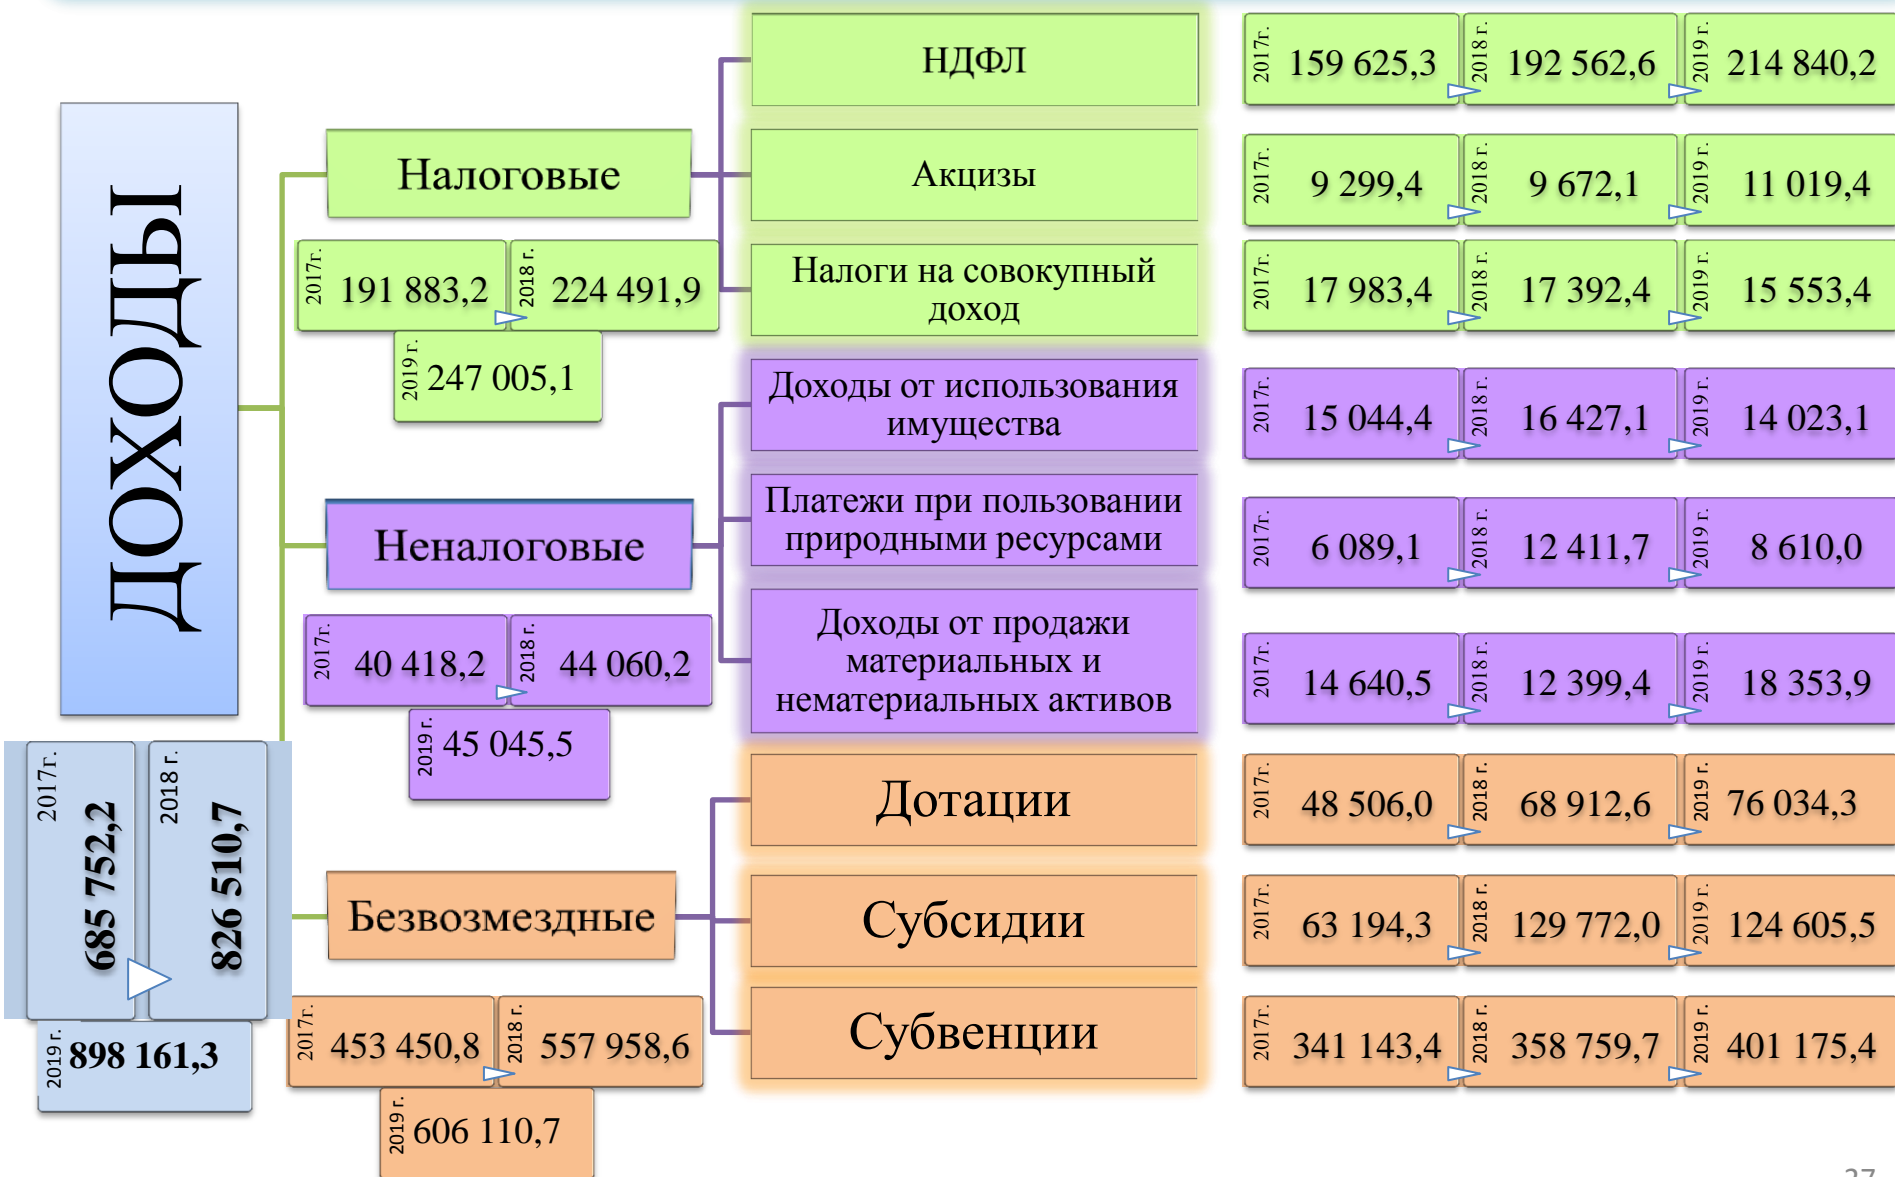 ДОХОДЫ
2017г.
685 752,2
2018 г.
826 510,7
2019 г.
898 161,3
Налоговые
2017г.
191 883,2
2018 г.
224 491,9
2019 г.
247 005,1
НДФЛ
2017г.
159 625,3
2018 г.
192 562,6
2019 г.
214 840,2
Акцизы
2017г.
9 299,4
2018 г.
9 672,1
2019 г.
11 019,4
Налоги на совокупный
доход
2017г.
17 983,4
2018 г.
17 392,4
2019 г.
15 553,4
Неналоговые
2017г.
40 418,2
2018 г.
44 060,2
2019 г.
45 045,5
Доходы от использования
имущества
2017г.
15 044,4
2018 г.
16 427,1
2019 г.
14 023,1
Платежи при пользовании
природными ресурсами
2017г.
6 089,1
2018 г.
12 411,7
2019 г.
8 610,0
Доходы от продажи
материальных и
нематериальных активов
2017г.
14 640,5
2018 г.
12 399,4
2019 г.
18 353,9
Безвозмездные
2017г.
453 450,8
2018 г.
557 958,6
2019 г.
606 110,7
Дотации
2017г.
48 506,0
2018 г.
68 912,6
2019 г.
76 034,3
Субсидии
2017г.
63 194,3
2018 г.
129 772,0
2019 г.
124 605,5
Субвенции
2017г.
341 143,4
2018 г.
358 759,7
2019 г.
401 175,4